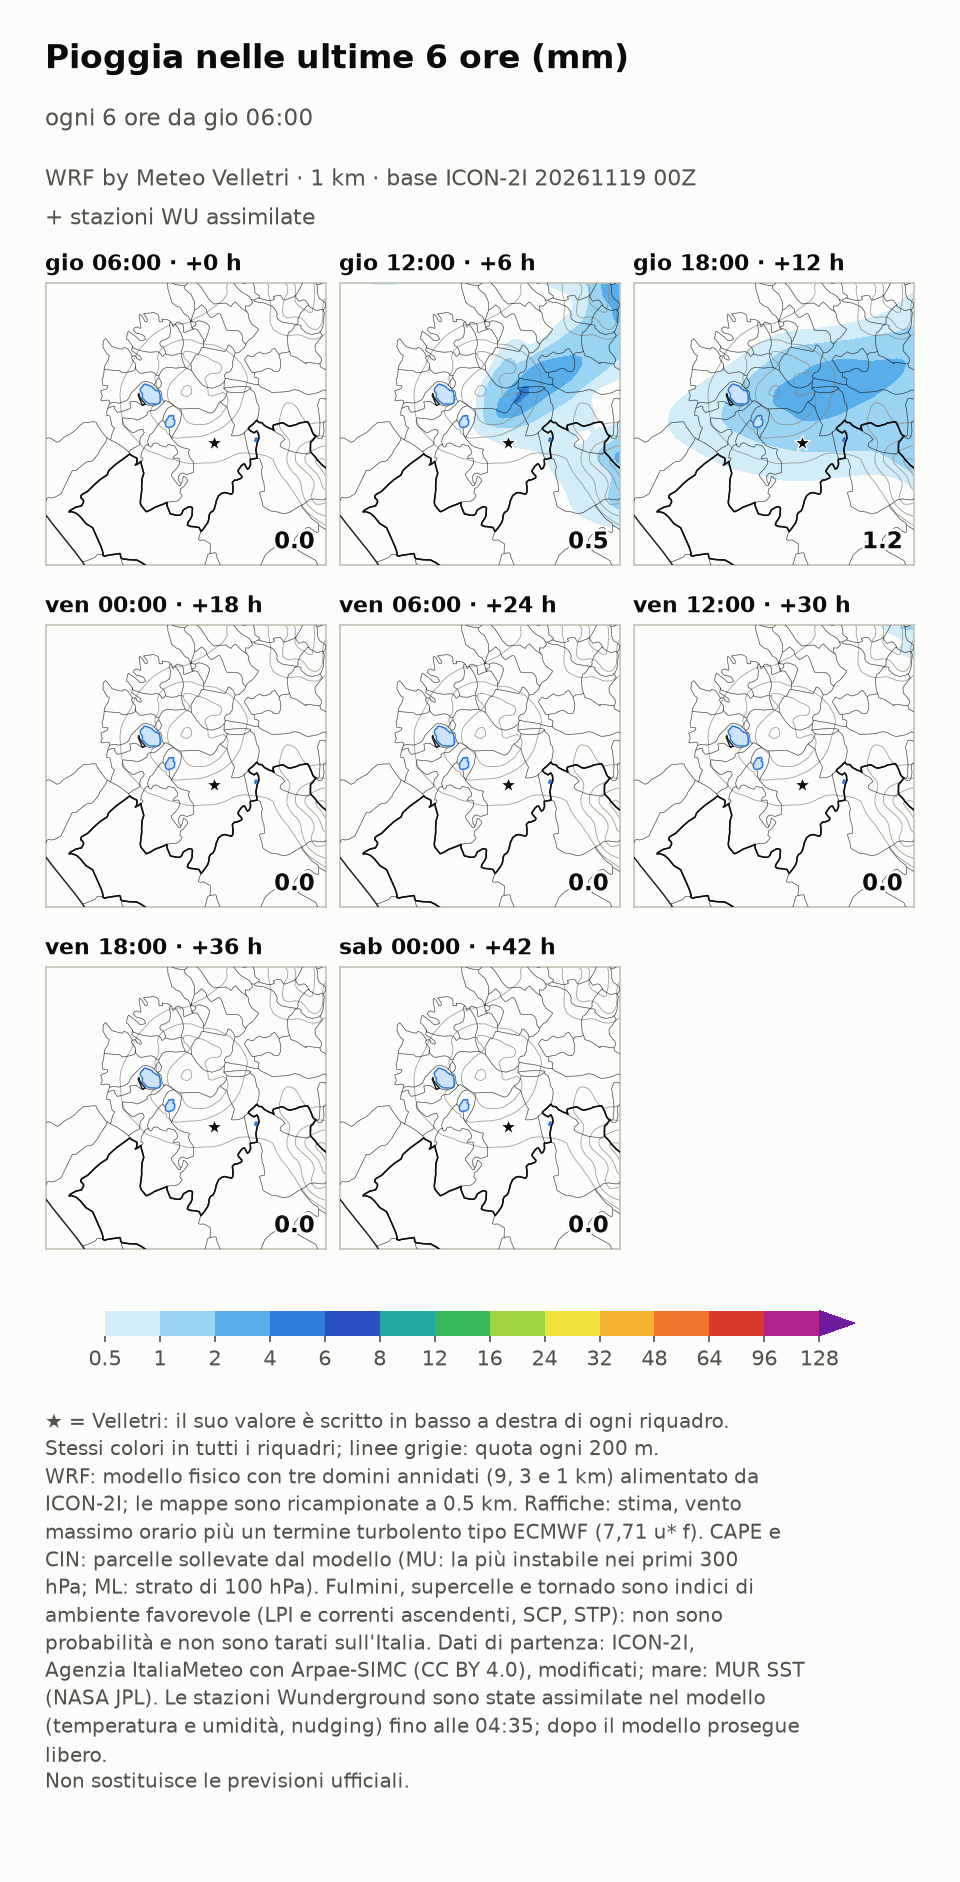 Pioggia nelle ultime 6 ore (mm)
ogni 6 ore da gio 06:00
WRF by Meteo Velletri · 1 km · base ICON-2I 20261119 00Z
+ stazioni WU assimilate
gio 06:00 · +0 h
gio 12:00 · +6 h
gio 18:00 · +12 h
0.0
0.5
1.2
ven 00:00 · +18 h
ven 06:00 · +24 h
ven 12:00 · +30 h
0.0
0.0
0.0
ven 18:00 · +36 h
sab 00:00 · +42 h
0.0
0.0
0.5 1 2 4 6 8 12 16 24 32 48 64 96 128
★ = Velletri: il suo valore è scritto in basso a destra di ogni riquadro.
Stessi colori in tutti i riquadri; linee grigie: quota ogni 200 m.
WRF: modello fisico con tre domini annidati (9, 3 e 1 km) alimentato da
ICON-2I; le mappe sono ricampionate a 0.5 km. Raffiche: stima, vento
massimo orario più un termine turbolento tipo ECMWF (7,71 u* f). CAPE e
CIN: parcelle sollevate dal modello (MU: la più instabile nei primi 300
hPa; ML: strato di 100 hPa). Fulmini, supercelle e tornado sono indici di
ambiente favorevole (LPI e correnti ascendenti, SCP, STP): non sono
probabilità e non sono tarati sull'Italia. Dati di partenza: ICON-2I,
Agenzia ItaliaMeteo con Arpae-SIMC (CC BY 4.0), modificati; mare: MUR SST
(NASA JPL). Le stazioni Wunderground sono state assimilate nel modello
(temperatura e umidità, nudging) fino alle 04:35; dopo il modello prosegue
libero.
Non sostituisce le previsioni ufficiali.